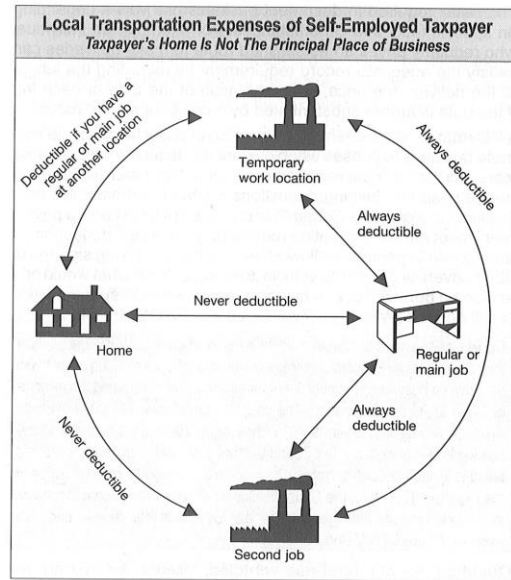 Local Transportation Expenses of Self-Employed Taxpayer
Taxpayer's Home Is Not The Principal Place of Business
Deductible if you have a
regular or main job
at another location
Temporary
work location
Always deductible
Always
deductible
Never deductible
Home
Regular or
main job
Always
deductible
Never deductible
Second job